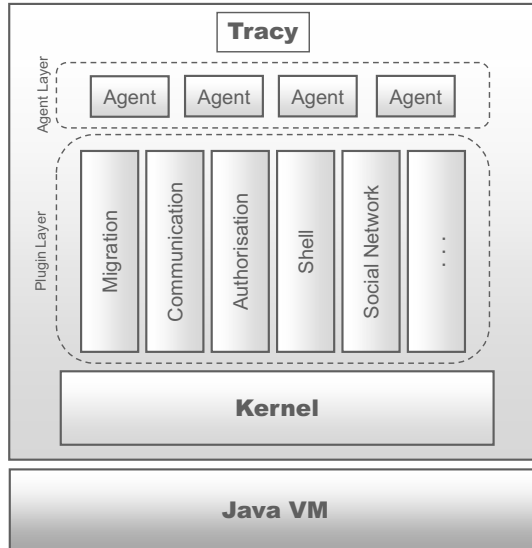 Tracy
Agent Layer
Agent
Agent
Agent
Agent
Plugin Layer
Migration
Communication
Authorisation
Shell
Social Network
. . .
Kernel
Java VM